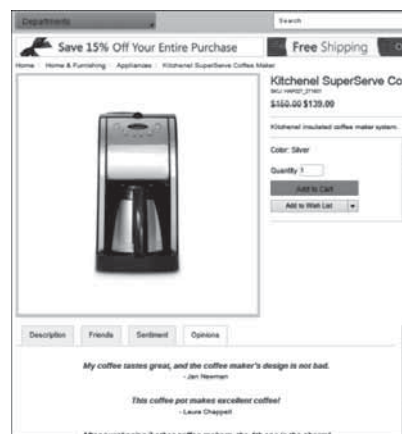 Departments
Search
Save 15% Off Your Entire Purchase
Free Shipping
Home Home & Furnishing Appliances Kitchenel SuperServe Coffee Maker
Kitchenel SuperServe Co
$150.00 $139.00
Kitchenel insulated coffee maker system.
Color: Silver
Quantity 1
Add to Cart
Add to Wish List
Description Friends Sentiment Opinions
My coffee tastes great, and the coffee maker's design is not bad.
- Jan Newman
This coffee pot makes excellent coffee!
- Laura Chappell